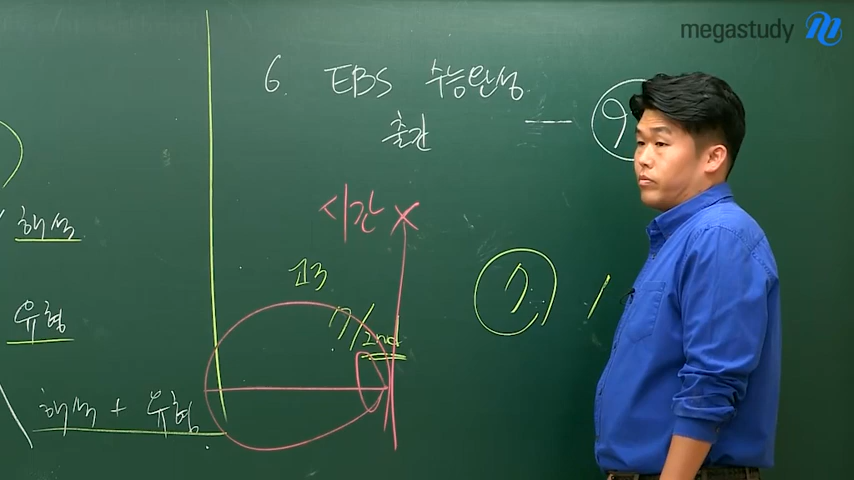 megastudy
6. EBS 수능완성 — 9
출간
해석
시간 X
13
유형
7/2nd
해석 + 유형